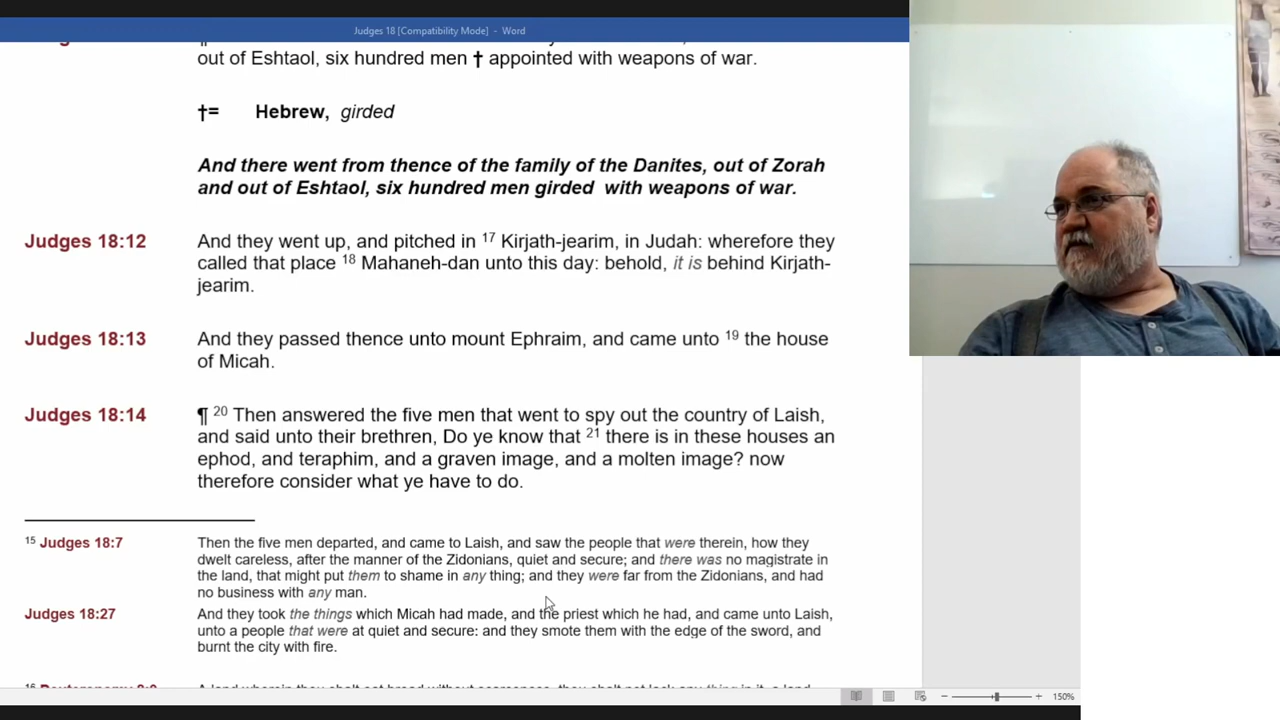 Judges 18 [Compatibility Mode] - Word
out of Eshtaol, six hundred men † appointed with weapons of war.
†= Hebrew, girded
And there went from thence of the family of the Danites, out of Zorah
and out of Eshtaol, six hundred men girded with weapons of war.
Judges 18:12 And they went up, and pitched in 17 Kirjath-jearim, in Judah: wherefore they
called that place 18 Mahaneh-dan unto this day: behold, it is behind Kirjath-
jearim.
Judges 18:13 And they passed thence unto mount Ephraim, and came unto 19 the house
of Micah.
Judges 18:14 ¶ 20 Then answered the five men that went to spy out the country of Laish,
and said unto their brethren, Do ye know that 21 there is in these houses an
ephod, and teraphim, and a graven image, and a molten image? now
therefore consider what ye have to do.
15 Judges 18:7 Then the five men departed, and came to Laish, and saw the people that were therein, how they
dwelt careless, after the manner of the Zidonians, quiet and secure; and there was no magistrate in
the land, that might put them to shame in any thing; and they were far from the Zidonians, and had
no business with any man.
Judges 18:27 And they took the things which Micah had made, and the priest which he had, and came unto Laish,
unto a people that were at quiet and secure: and they smote them with the edge of the sword, and
burnt the city with fire.
150%